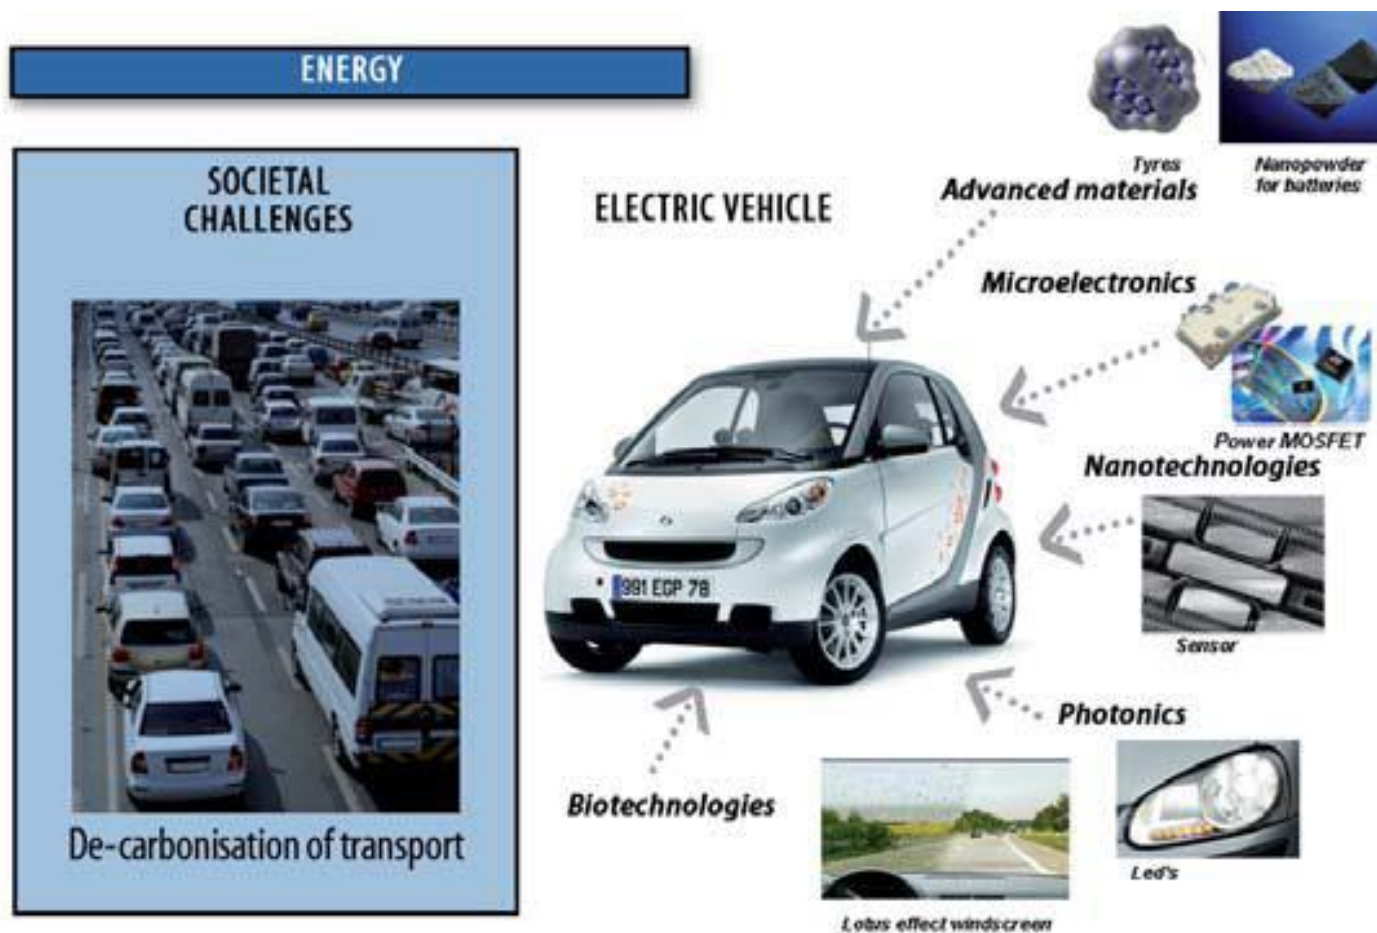 ENERGY
SOCIETAL
CHALLENGES
De-carbonisation of transport
ELECTRIC VEHICLE
Tyres
Nanopowder
for batteries
Advanced materials
Microelectronics
Power MOSFET
Nanotechnologies
Sensor
991 EGP 78
Photonics
Led's
Biotechnologies
Lotus effect windscreen